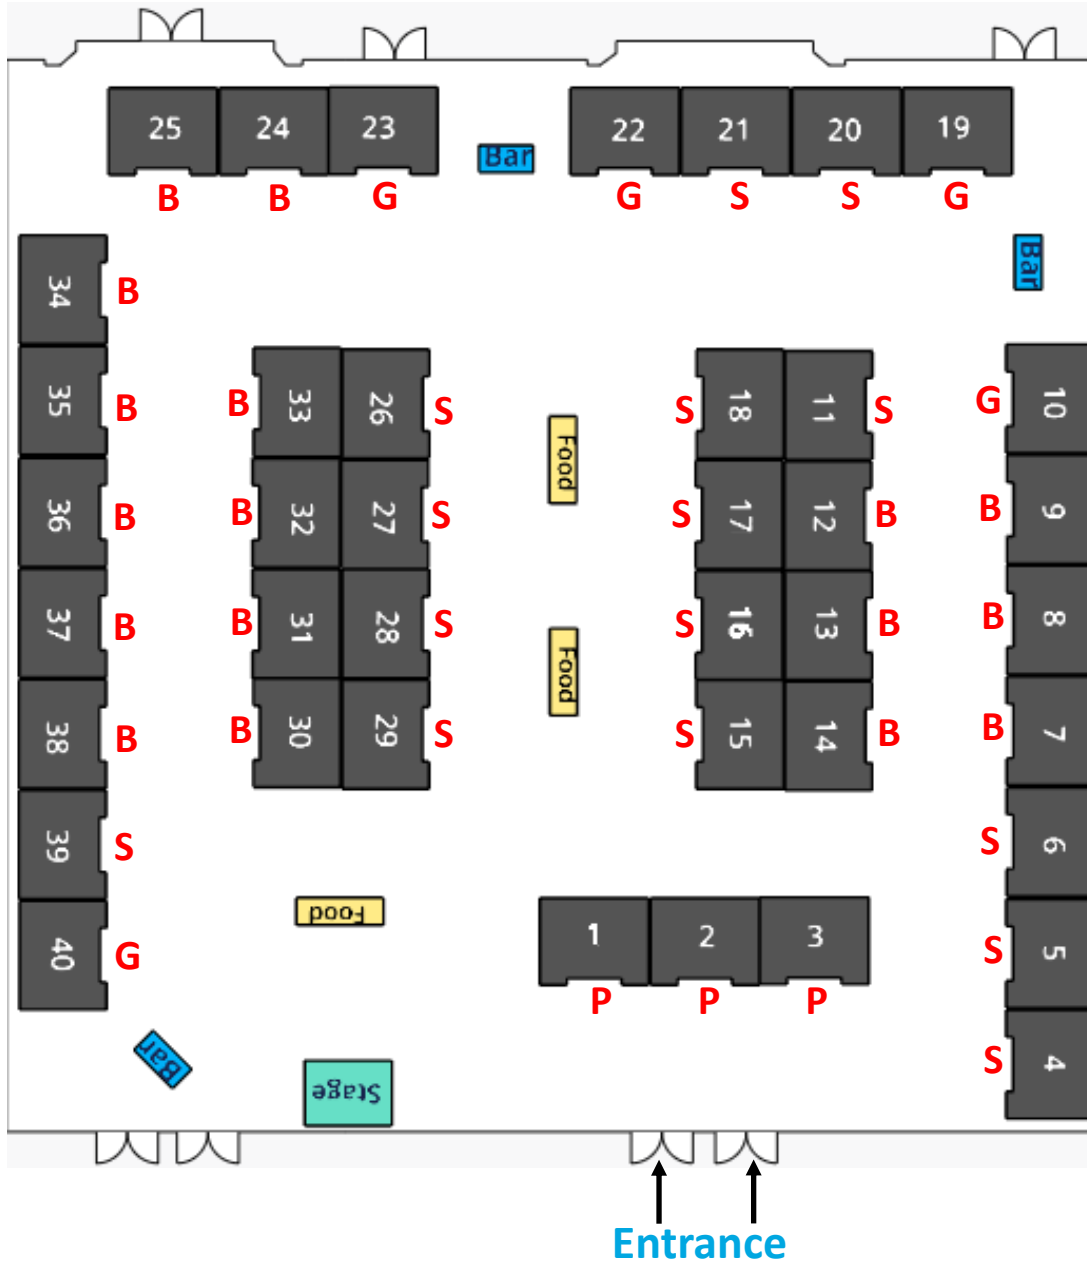 25 24 23 22 21 20 19
Bar
B B G G S S G
Bar
34 B
35 B
36 B
37 B
38 B
39 S
40 G
B 33 26 S
B 32 27 S
B 31 28 S
B 30 29 S
Food
Food
S 18 11 S
S 17 12 B
S 16 13 B
S 15 14 B
G 10
B 9
B 8
B 7
S 6
S 5
S 4
Food
1 2 3
P P P
Bar
Stage
Entrance